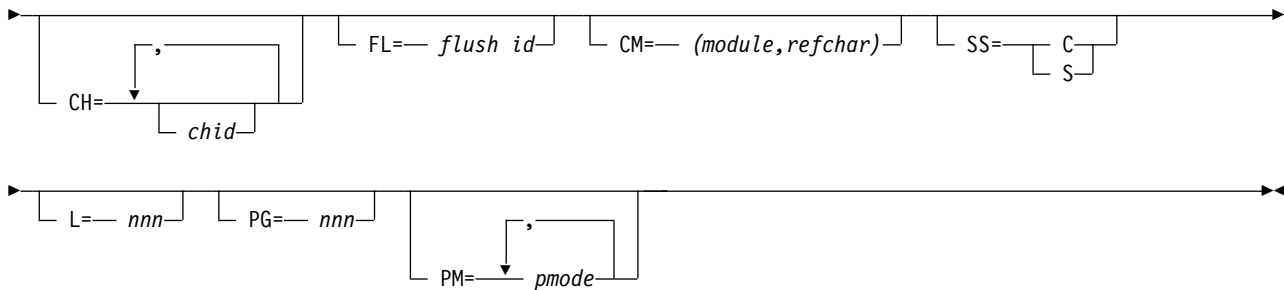 ,
FL= flush id CM= (module,refchar) SS= C
S
CH=
chid
L= nnn PG= nnn
,
PM= pmode